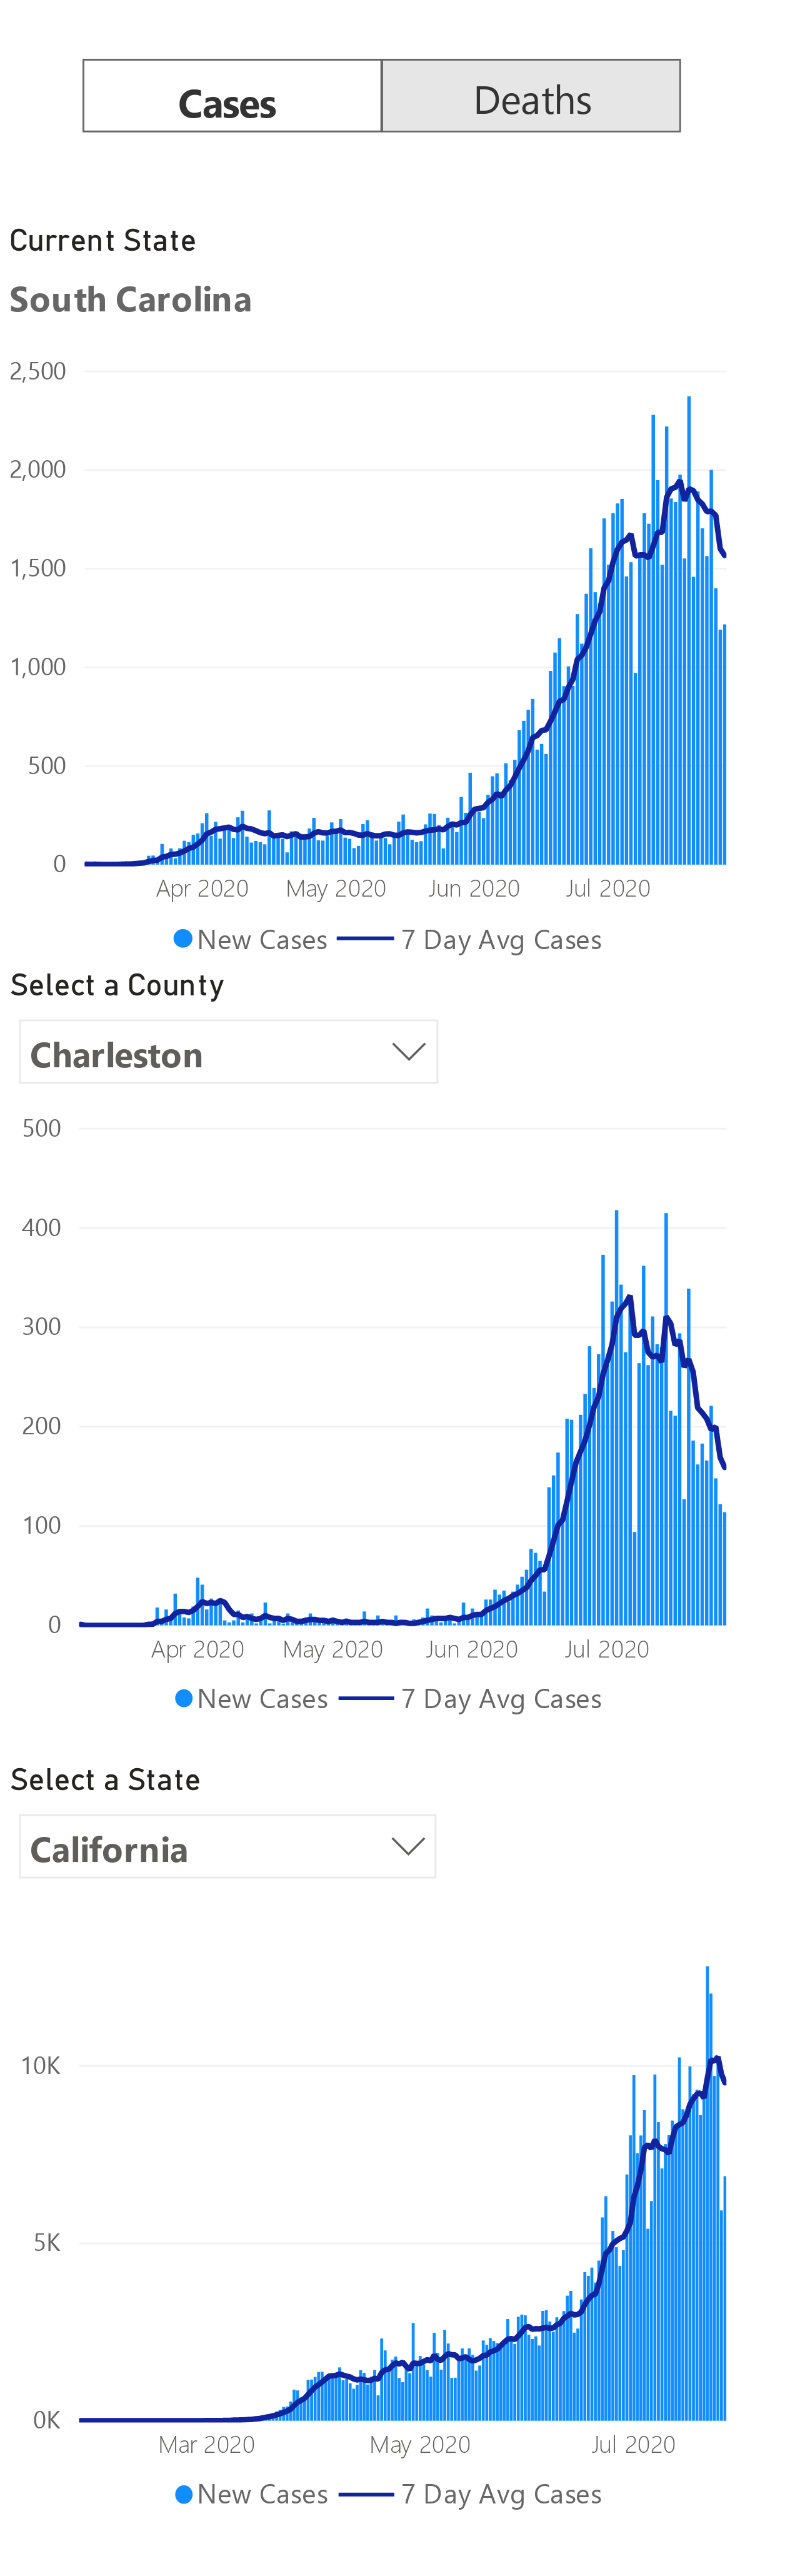 Cases Deaths
Current State
South Carolina
2,500
2,000
1,500
1,000
500
0
Apr 2020 May 2020 Jun 2020 Jul 2020
New Cases 7 Day Avg Cases
Select a County
Charleston
500
400
300
200
100
0
Apr 2020 May 2020 Jun 2020 Jul 2020
New Cases 7 Day Avg Cases
Select a State
California
10K
5K
0K
Mar 2020 May 2020 Jul 2020
New Cases 7 Day Avg Cases